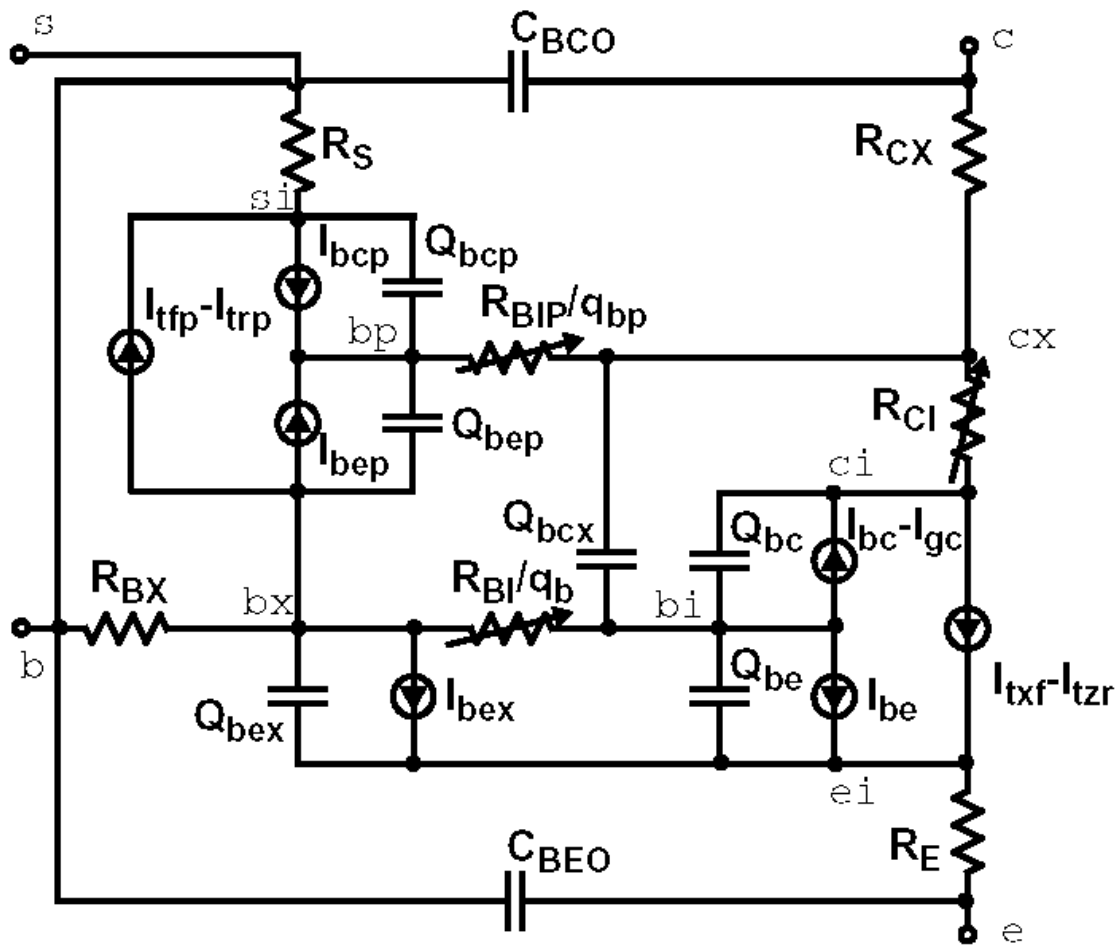 s
C_BCO
c
R_S
R_CX
si
I_bcp
Q_bcp
I_tfp-I_trp
bp
R_BIP/q_bp
cx
R_CI
Q_bep
I_bep
ci
Q_bcx
Q_bc
I_bc-I_gc
R_BX
bx
R_BI/q_b
bi
b
Q_be
Q_bex
I_bex
I_be
I_txf-I_tzr
ei
R_E
C_BEO
e